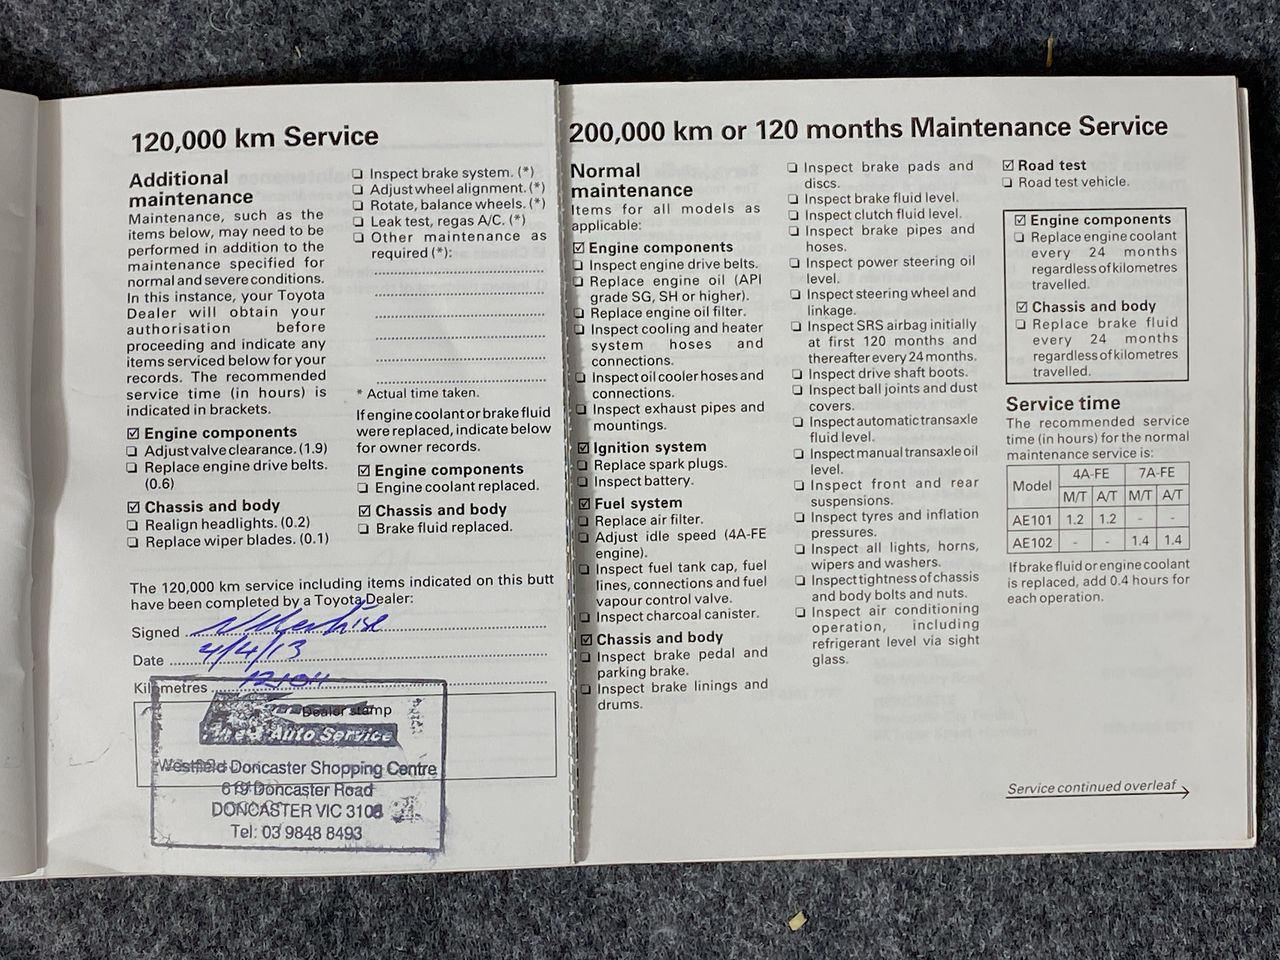 120,000 km Service
Additional
maintenance
Maintenance, such as the
items below, may need to be
performed in addition to the
maintenance specified for
normal and severe conditions.
In this instance, your Toyota
Dealer will obtain your
authorisation before
proceeding and indicate any
items serviced below for your
records. The recommended
service time (in hours) is
indicated in brackets.
☑ Engine components
❏ Adjust valve clearance. (1.9)
❏ Replace engine drive belts.
(0.6)
☑ Chassis and body
❏ Realign headlights. (0.2)
❏ Replace wiper blades. (0.1)
❏ Inspect brake system. (*)
❏ Adjust wheel alignment. (*)
❏ Rotate, balance wheels. (*)
❏ Leak test, regas A/C. (*)
❏ Other maintenance as
required (*):
* Actual time taken.
If engine coolant or brake fluid
were replaced, indicate below
for owner records.
☑ Engine components
❏ Engine coolant replaced.
☑ Chassis and body
❏ Brake fluid replaced.
The 120,000 km service including items indicated on this butt
have been completed by a Toyota Dealer:
Signed
Date 4/4/13
Kilometres
Dealer stamp
Auto Service
Westfield Doncaster Shopping Centre
619 Doncaster Road
DONCASTER VIC 3108
Tel: 03 9848 8493
200,000 km or 120 months Maintenance Service
Normal
maintenance
Items for all models as
applicable:
☑ Engine components
❏ Inspect engine drive belts.
❏ Replace engine oil (API
grade SG, SH or higher).
❏ Replace engine oil filter.
❏ Inspect cooling and heater
system hoses and
connections.
❏ Inspect oil cooler hoses and
connections.
❏ Inspect exhaust pipes and
mountings.
☑ Ignition system
❏ Replace spark plugs.
❏ Inspect battery.
☑ Fuel system
❏ Replace air filter.
❏ Adjust idle speed (4A-FE
engine).
❏ Inspect fuel tank cap, fuel
lines, connections and fuel
vapour control valve.
❏ Inspect charcoal canister.
☑ Chassis and body
❏ Inspect brake pedal and
parking brake.
❏ Inspect brake linings and
drums.
❏ Inspect brake pads and
discs.
❏ Inspect brake fluid level.
❏ Inspect clutch fluid level.
❏ Inspect brake pipes and
hoses.
❏ Inspect power steering oil
level.
❏ Inspect steering wheel and
linkage.
❏ Inspect SRS airbag initially
at first 120 months and
thereafter every 24 months.
❏ Inspect drive shaft boots.
❏ Inspect ball joints and dust
covers.
❏ Inspect automatic transaxle
fluid level.
❏ Inspect manual transaxle oil
level.
❏ Inspect front and rear
suspensions.
❏ Inspect tyres and inflation
pressures.
❏ Inspect all lights, horns,
wipers and washers.
❏ Inspect tightness of chassis
and body bolts and nuts.
❏ Inspect air conditioning
operation, including
refrigerant level via sight
glass.
☑ Road test
❏ Road test vehicle.
☑ Engine components
❏ Replace engine coolant
every 24 months
regardless of kilometres
travelled.
☑ Chassis and body
❏ Replace brake fluid
every 24 months
regardless of kilometres
travelled.
Service time
The recommended service
time (in hours) for the normal
maintenance service is:
Model 4A-FE 7A-FE
M/T A/T M/T A/T
AE101 1.2 1.2 - -
AE102 - - 1.4 1.4
If brake fluid or engine coolant
is replaced, add 0.4 hours for
each operation.
Service continued overleaf